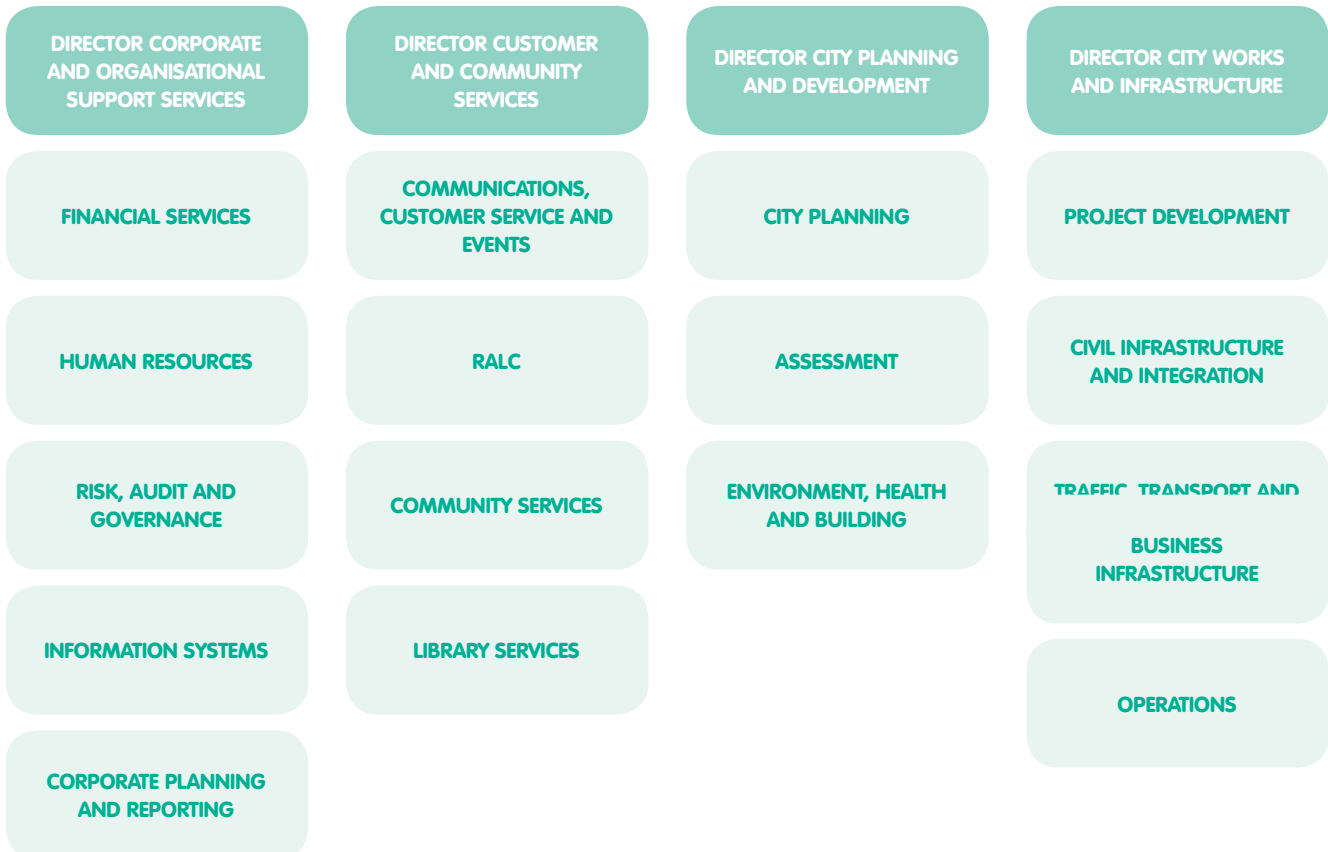 DIRECTOR CORPORATE
AND ORGANISATIONAL
SUPPORT SERVICES
FINANCIAL SERVICES
HUMAN RESOURCES
RISK, AUDIT AND
GOVERNANCE
INFORMATION SYSTEMS
CORPORATE PLANNING
AND REPORTING
DIRECTOR CUSTOMER
AND COMMUNITY
SERVICES
COMMUNICATIONS,
CUSTOMER SERVICE AND
EVENTS
RALC
COMMUNITY SERVICES
LIBRARY SERVICES
DIRECTOR CITY PLANNING
AND DEVELOPMENT
CITY PLANNING
ASSESSMENT
ENVIRONMENT, HEALTH
AND BUILDING
DIRECTOR CITY WORKS
AND INFRASTRUCTURE
PROJECT DEVELOPMENT
CIVIL INFRASTRUCTURE
AND INTEGRATION
TRAFFIC, TRANSPORT AND
BUSINESS
INFRASTRUCTURE
OPERATIONS